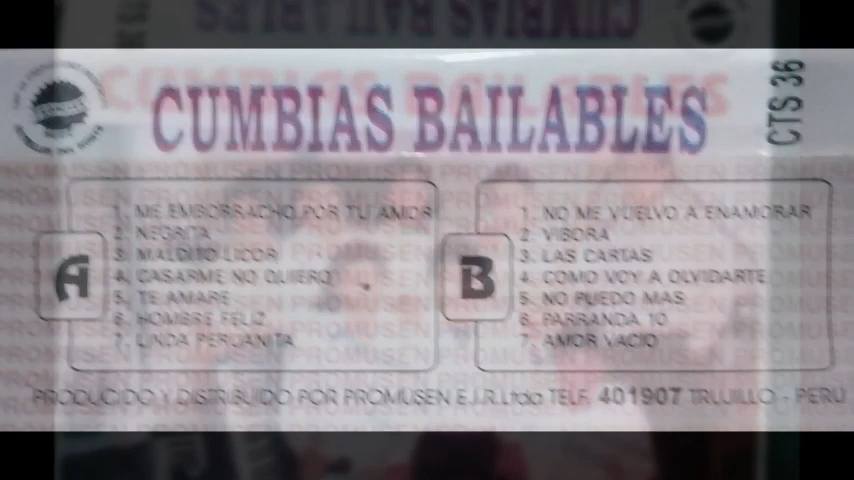 CUMBIAS BAILABLES
CTS 36
A
1. ME EMBORRACHO POR TU AMOR
2. NEGRITA
3. MALDITO LICOR
4. CASARME NO QUIERO
5. TE AMARE
6. HOMBRE FELIZ
7. LINDA PERUANITA
B
1. NO ME VUELVO A ENAMORAR
2. VIBORA
3. LAS CARTAS
4. COMO VOY A OLVIDARTE
5. NO PUEDO MAS
6. PARRANDA 10
7. AMOR VACIO
PRODUCIDO Y DISTRIBUIDO POR PROMUSEN E.I.R.Ltda TELF. 401907 TRUJILLO - PERU